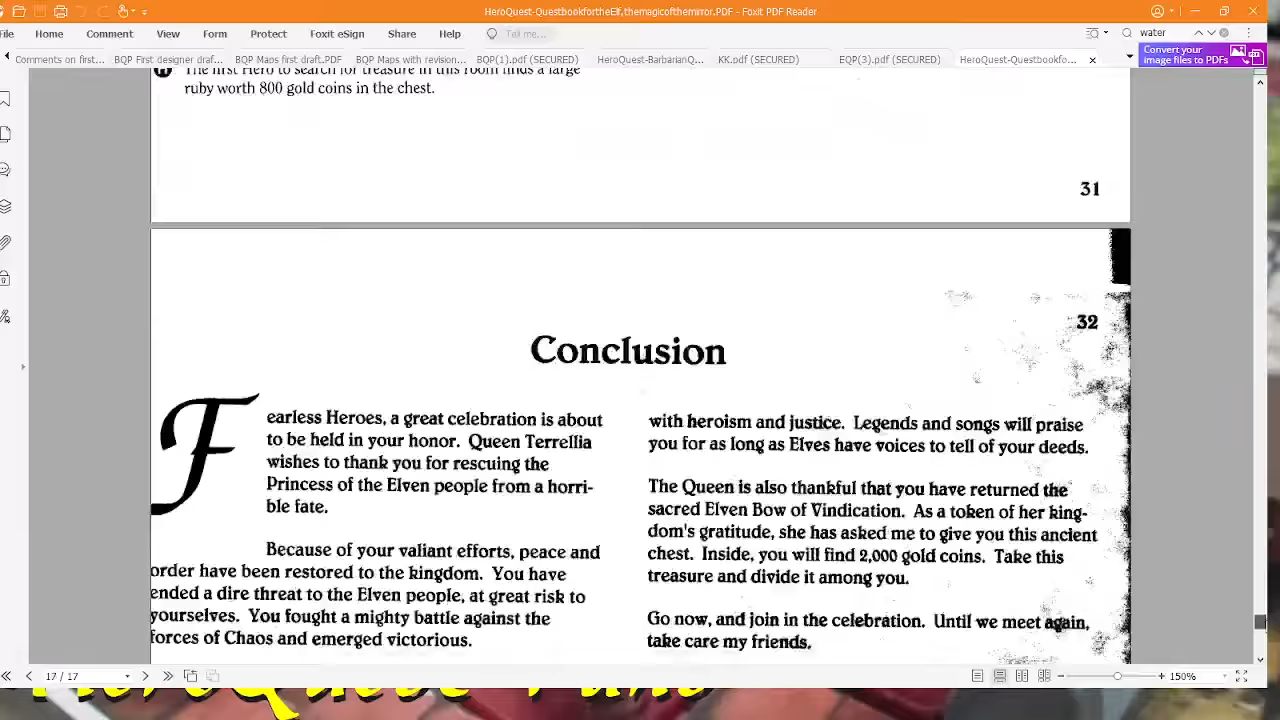 HeroQuest-QuestbookfortheElf,themagicofthemirror.PDF - Foxit PDF Reader
File Home Comment View Form Protect Foxit eSign Share Help Tell me... water
Comments on first... BQP First designer draf... BQP Maps first draft.PDF BQP Maps with BQP(1).pdf (SECURED) HeroQuest-BarbarianQ... KK.pdf (SECURED) EQP(3).pdf (SECURED) HeroQuest-Questbookfo...
Convert your
image files to PDFs
The first Hero to search for treasure in this room finds a large
ruby worth 800 gold coins in the chest.
31
32
Conclusion
Fearless Heroes, a great celebration is about
to be held in your honor. Queen Terrellia
wishes to thank you for rescuing the
Princess of the Elven people from a horri-
ble fate.
Because of your valiant efforts, peace and
order have been restored to the kingdom. You have
ended a dire threat to the Elven people, at great risk to
yourselves. You fought a mighty battle against the
forces of Chaos and emerged victorious.
with heroism and justice. Legends and songs will praise
you for as long as Elves have voices to tell of your deeds.
The Queen is also thankful that you have returned the
sacred Elven Bow of Vindication. As a token of her king-
dom's gratitude, she has asked me to give you this ancient
chest. Inside, you will find 2,000 gold coins. Take this
treasure and divide it among you.
Go now, and join in the celebration. Until we meet again,
take care my friends.
17 / 17
150%